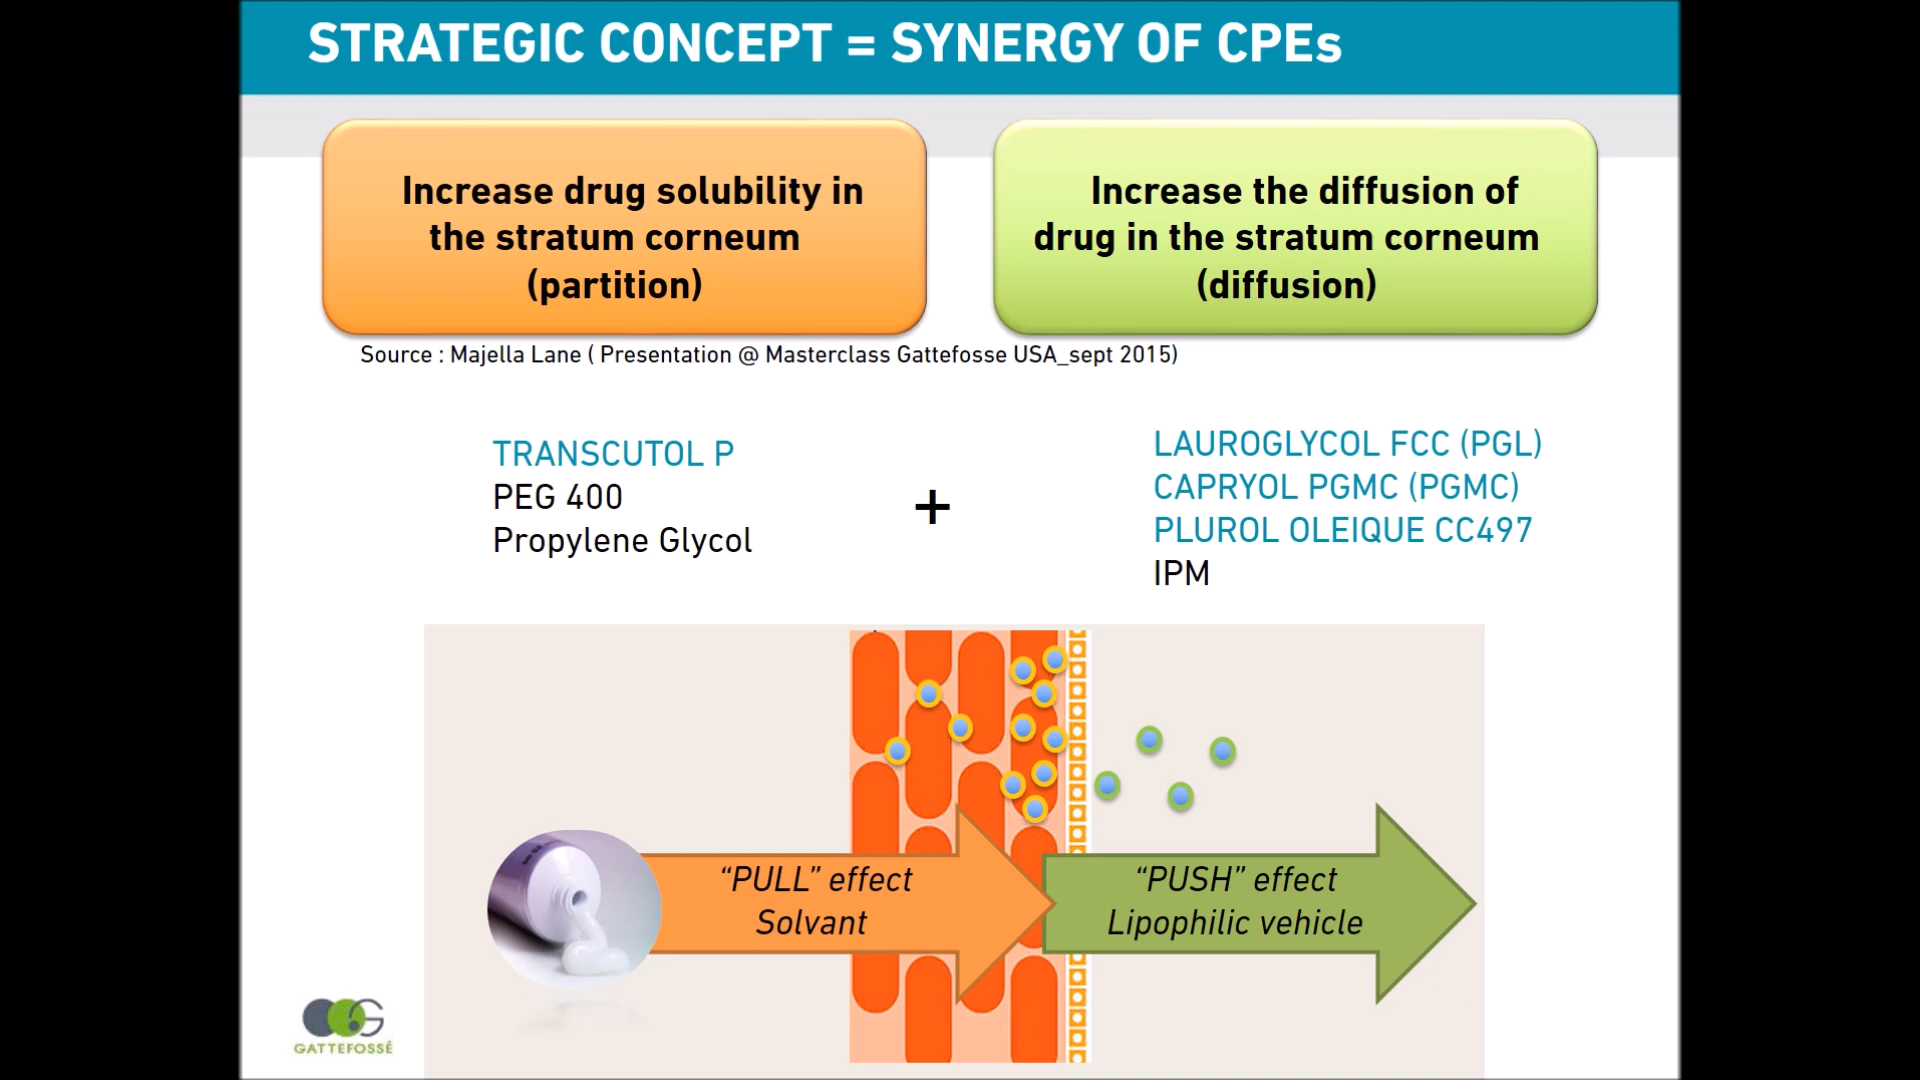 STRATEGIC CONCEPT = SYNERGY OF CPEs
Increase drug solubility in
the stratum corneum
(partition)
Increase the diffusion of
drug in the stratum corneum
(diffusion)
Source : Majella Lane ( Presentation @ Masterclass Gattefosse USA_sept 2015)
TRANSCUTOL P
PEG 400
Propylene Glycol
+
LAUROGLYCOL FCC (PGL)
CAPRYOL PGMC (PGMC)
PLUROL OLEIQUE CC497
IPM
“PULL” effect
Solvant
“PUSH” effect
Lipophilic vehicle
GATTEFOSSÉ